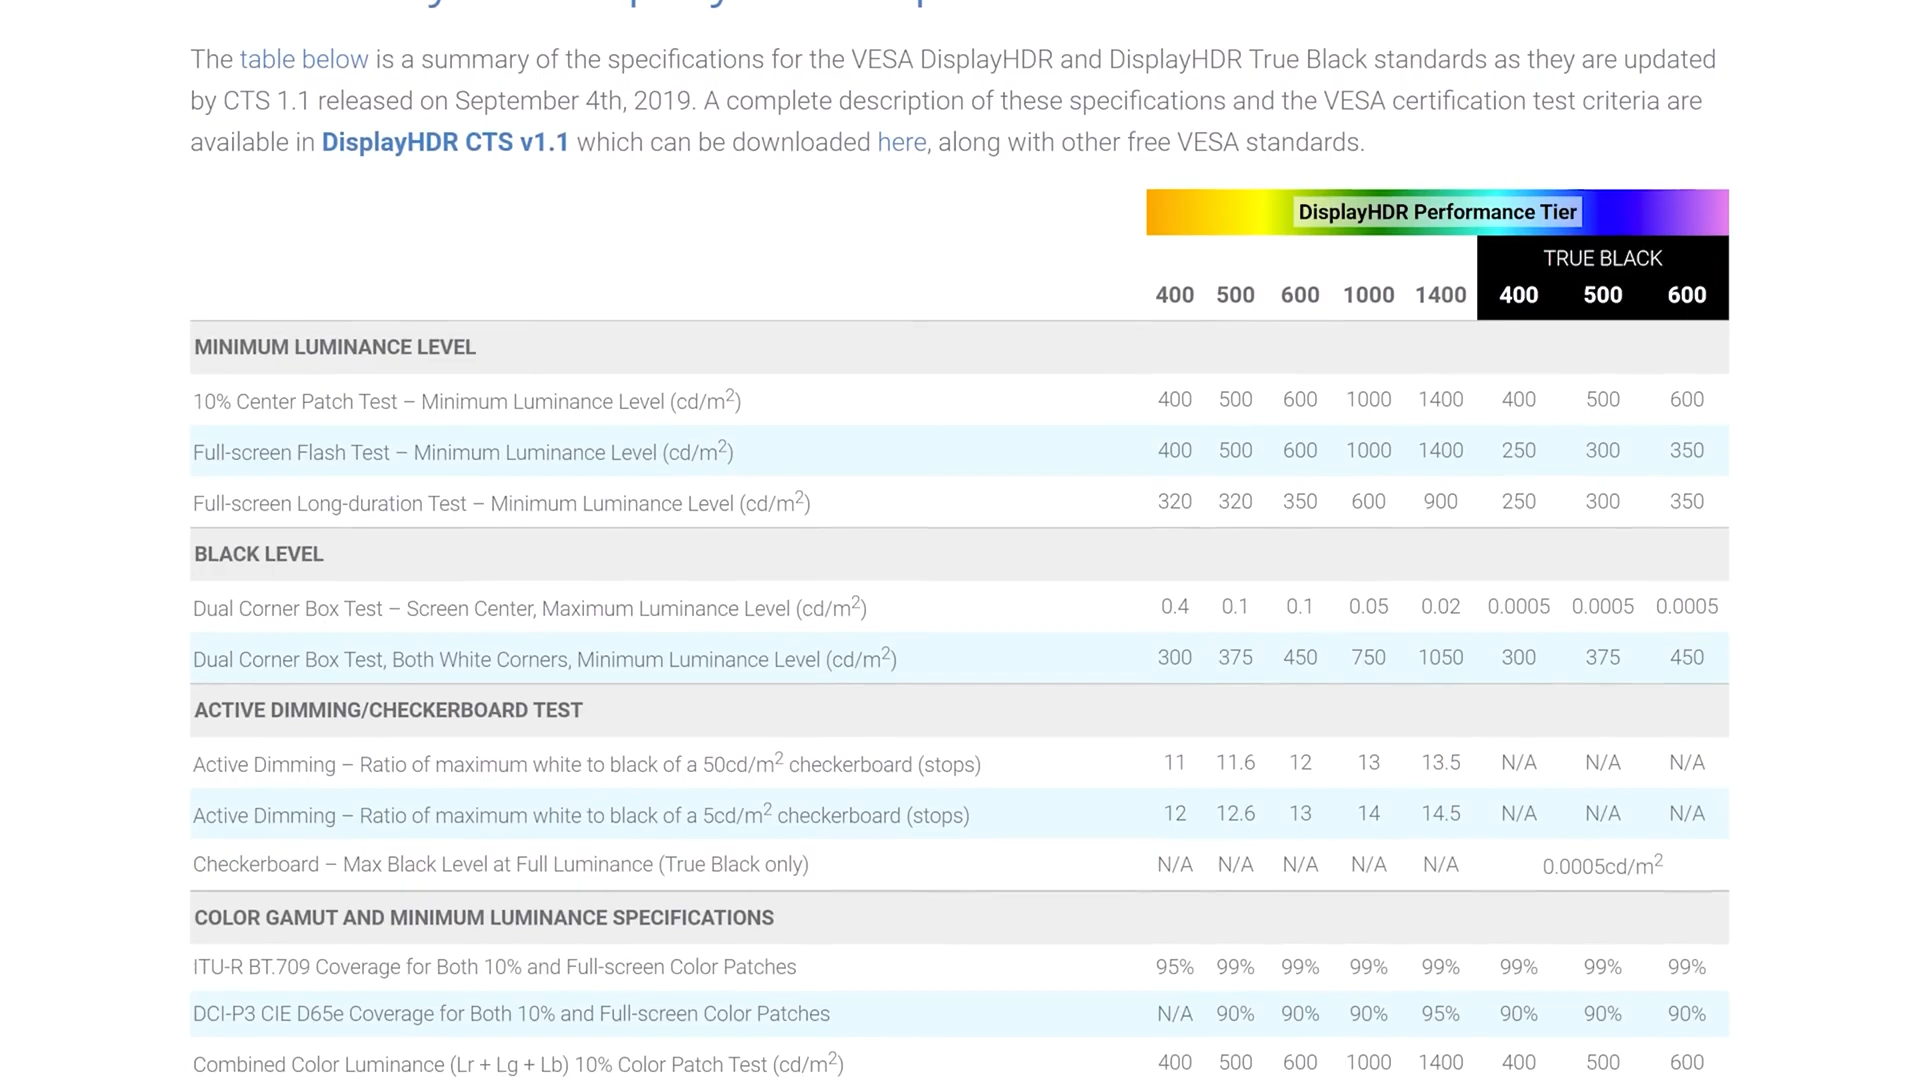 The table below is a summary of the specifications for the VESA DisplayHDR and DisplayHDR True Black standards as they are updated
by CTS 1.1 released on September 4th, 2019. A complete description of these specifications and the VESA certification test criteria are
available in DisplayHDR CTS v1.1 which can be downloaded here, along with other free VESA standards.
DisplayHDR Performance Tier
TRUE BLACK
400 500 600 1000 1400 400 500 600
MINIMUM LUMINANCE LEVEL
10% Center Patch Test – Minimum Luminance Level (cd/m²) 400 500 600 1000 1400 400 500 600
Full-screen Flash Test – Minimum Luminance Level (cd/m²) 400 500 600 1000 1400 250 300 350
Full-screen Long-duration Test – Minimum Luminance Level (cd/m²) 320 320 350 600 900 250 300 350
BLACK LEVEL
Dual Corner Box Test – Screen Center, Maximum Luminance Level (cd/m²) 0.4 0.1 0.1 0.05 0.02 0.0005 0.0005 0.0005
Dual Corner Box Test, Both White Corners, Minimum Luminance Level (cd/m²) 300 375 450 750 1050 300 375 450
ACTIVE DIMMING/CHECKERBOARD TEST
Active Dimming – Ratio of maximum white to black of a 50cd/m² checkerboard (stops) 11 11.6 12 13 13.5 N/A N/A N/A
Active Dimming – Ratio of maximum white to black of a 5cd/m² checkerboard (stops) 12 12.6 13 14 14.5 N/A N/A N/A
Checkerboard – Max Black Level at Full Luminance (True Black only) N/A N/A N/A N/A N/A 0.0005cd/m²
COLOR GAMUT AND MINIMUM LUMINANCE SPECIFICATIONS
ITU-R BT.709 Coverage for Both 10% and Full-screen Color Patches 95% 99% 99% 99% 99% 99% 99% 99%
DCI-P3 CIE D65e Coverage for Both 10% and Full-screen Color Patches N/A 90% 90% 90% 95% 90% 90% 90%
Combined Color Luminance (Lr + Lg + Lb) 10% Color Patch Test (cd/m²) 400 500 600 1000 1400 400 500 600